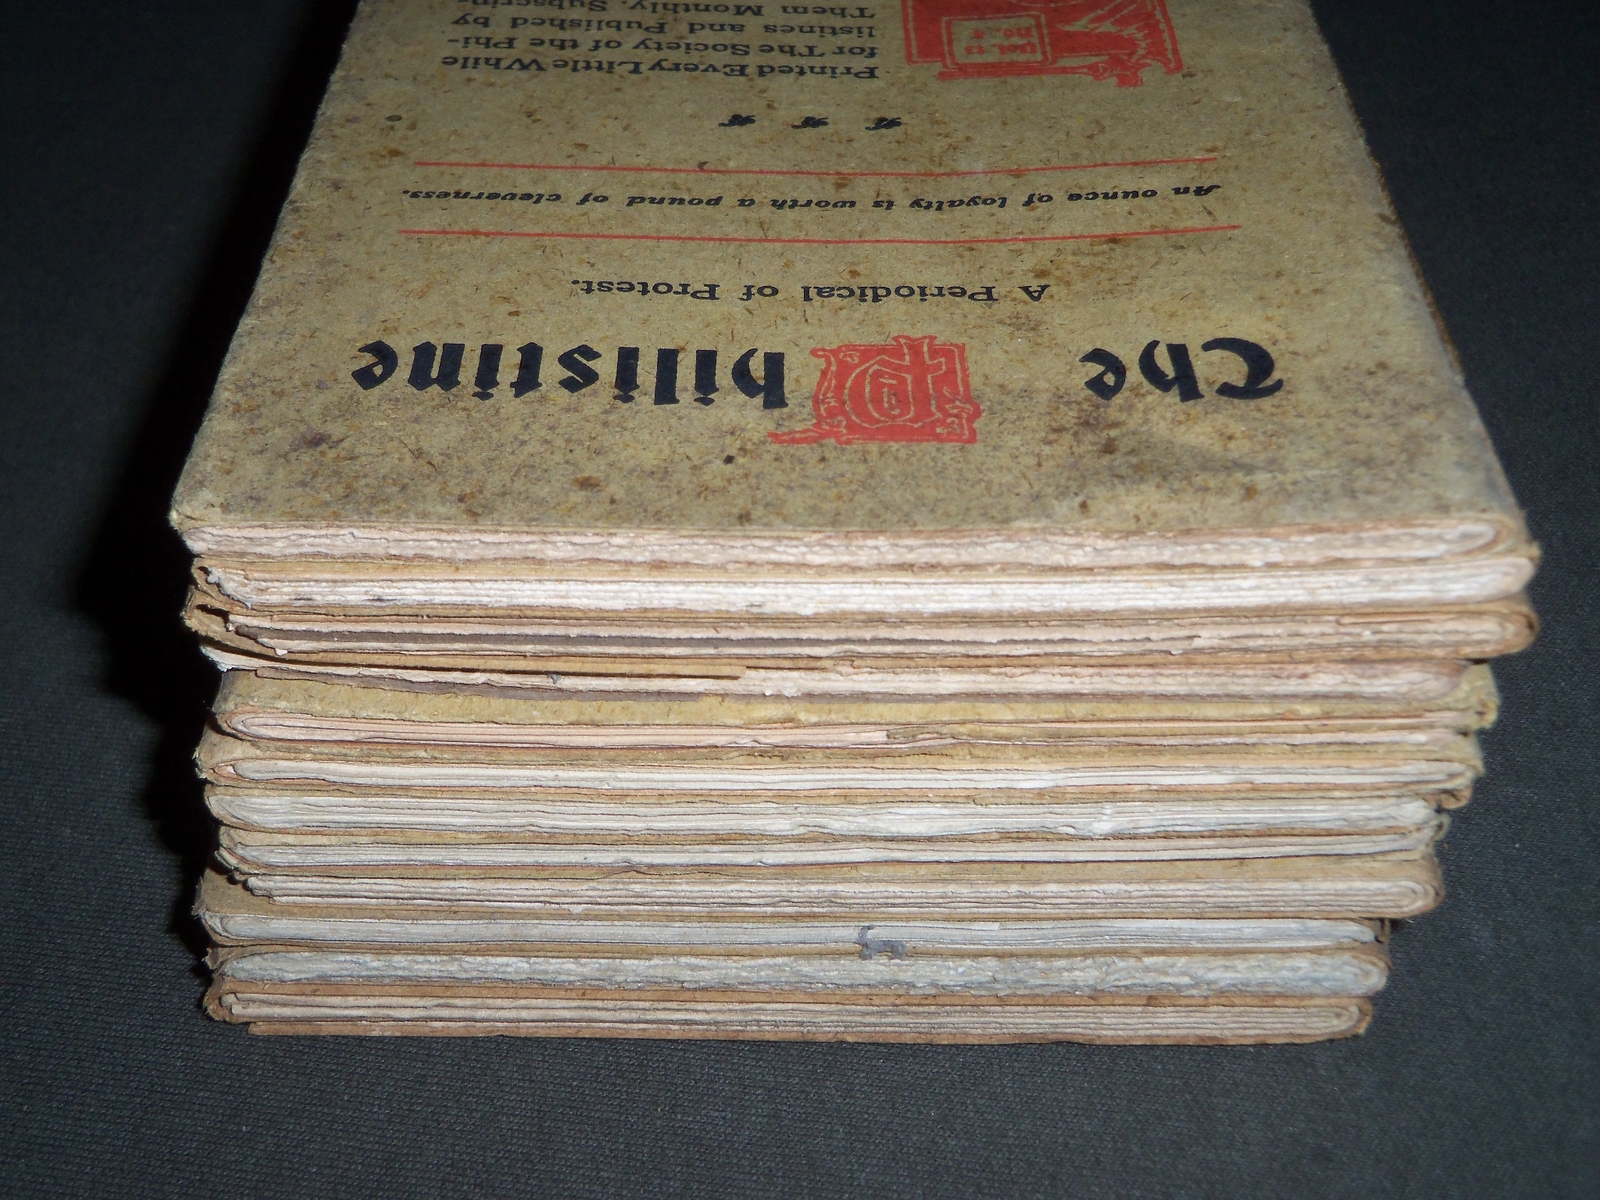 The Philistine
A Periodical of Protest.
An ounce of loyalty is worth a pound of cleverness.
Printed Every Little While
for The Society of the Phi-
listines and Published by
Them Monthly. Subscrip-